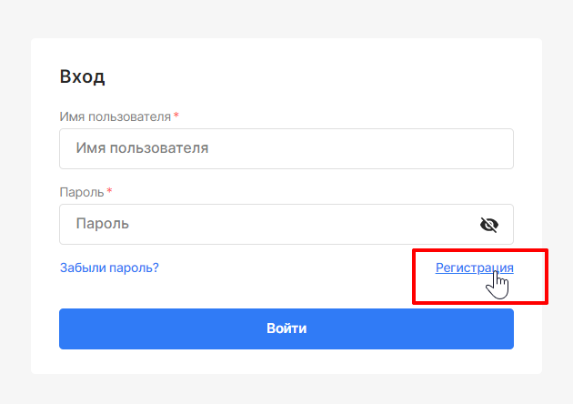 Вход
Имя пользователя *
Имя пользователя
Пароль *
Пароль
Забыли пароль? Регистрация
Войти